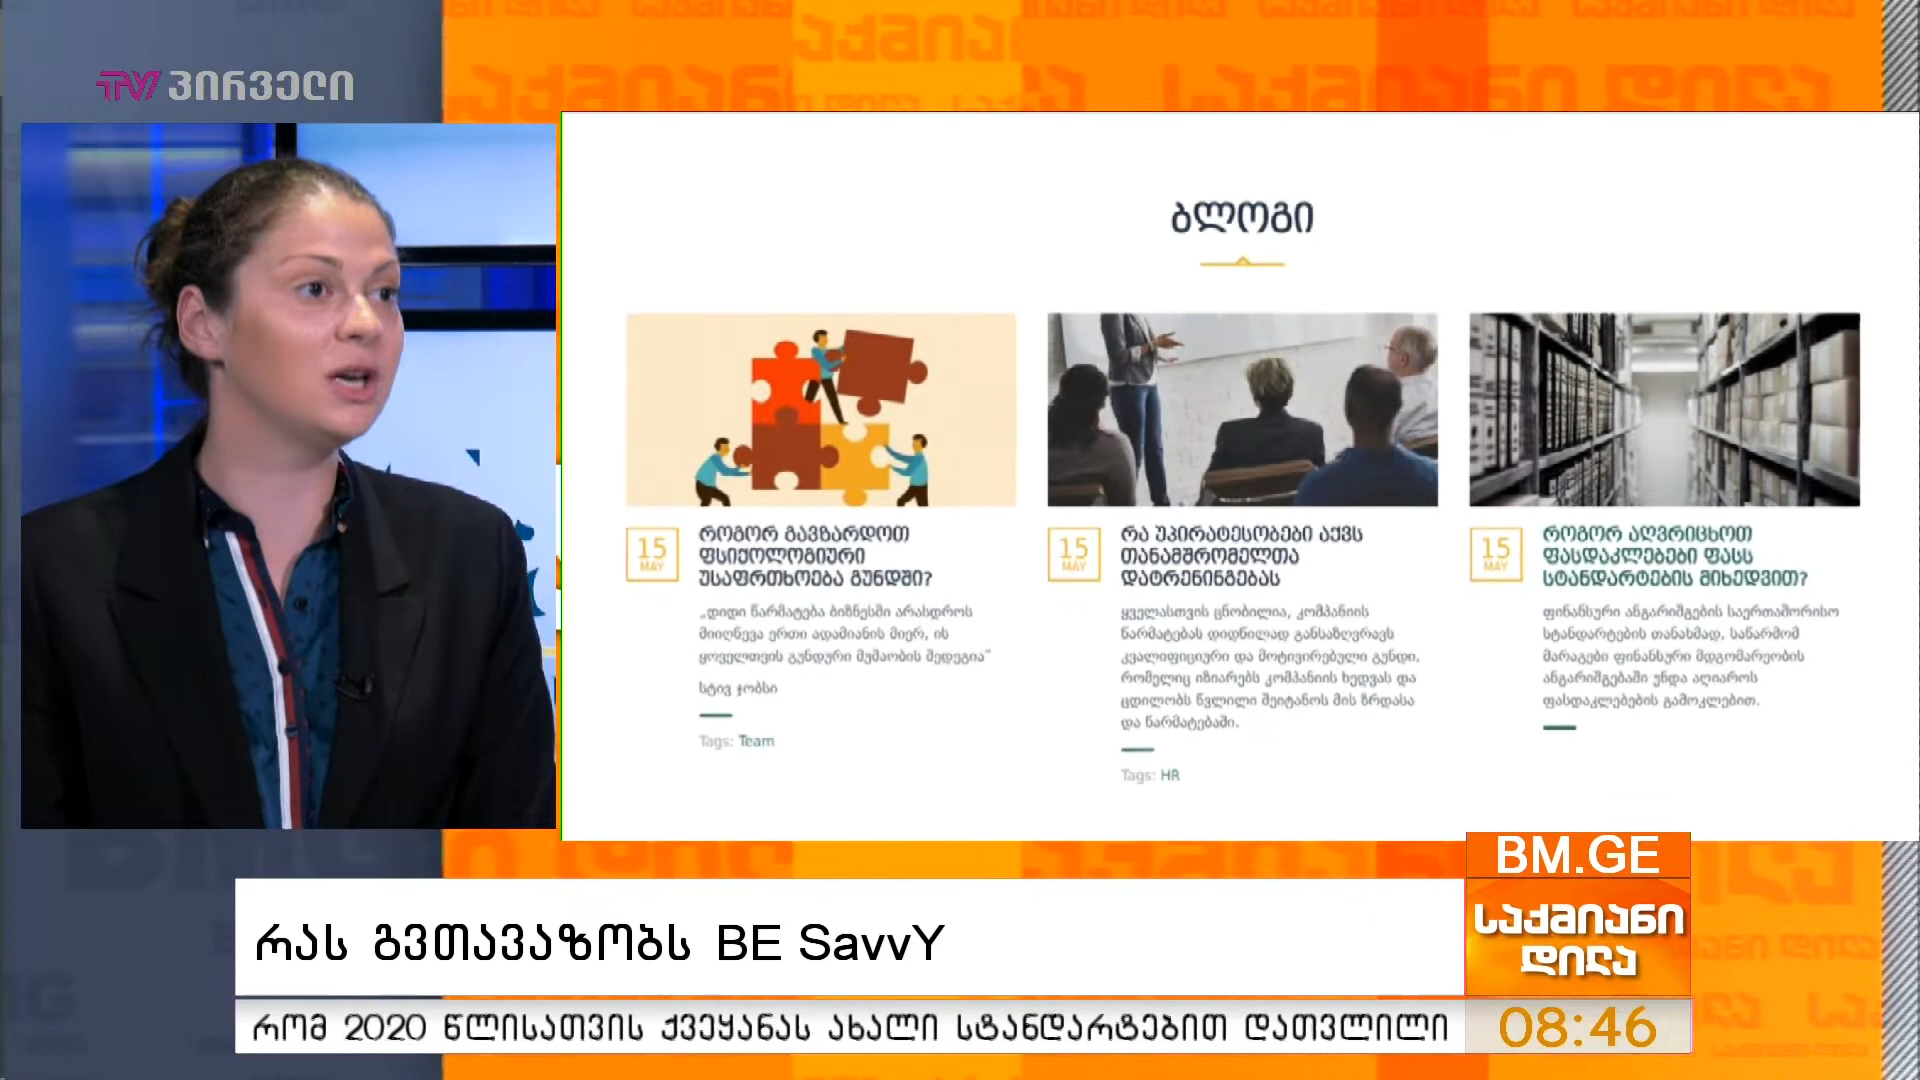 TV ᲞᲘᲠᲕᲔᲚᲘ
ბლოგი
15
MAY
როგორ გავზარდოთ
ფსიქოლოგიური
უსაფრთხოება გუნდში?
„დიდი წარმატება ბიზნესში არასდროს
მიიღწევა ერთი ადამიანის მიერ, ის
ყოველთვის გუნდური მუშაობის შედეგია“
სტივ ჯობსი
Tags: Team
15
MAY
რა უპირატესობები აქვს
თანამშრომელთა
დატრენინგებას
ყველასთვის ცნობილია, კომპანიის
წარმატებას დიდწილად განსაზღვრავს
კვალიფიციური და მოტივირებული გუნდი,
რომელიც იზიარებს კომპანიის ხედვას და
ცდილობს წვლილი შეიტანოს მის ზრდასა
და წარმატებაში.
Tags: HR
15
MAY
როგორ აღვრიცხოთ
ფასდაკლებები ფასს
სტანდარტების მიხედვით?
ფინანსური ანგარიშგების საერთაშორისო
სტანდარტების თანახმად, საწარმომ
მარაგები ფინანსური მდგომარეობის
ანგარიშგებაში უნდა აღიაროს
ფასდაკლებების გამოკლებით.
BM.GE
საქმიანი
დილა
რას გვთავაზობს BE SavvY
რომ 2020 წლისათვის ქვეყანას ახალი სტანდარტებით დათვლილი
08:46